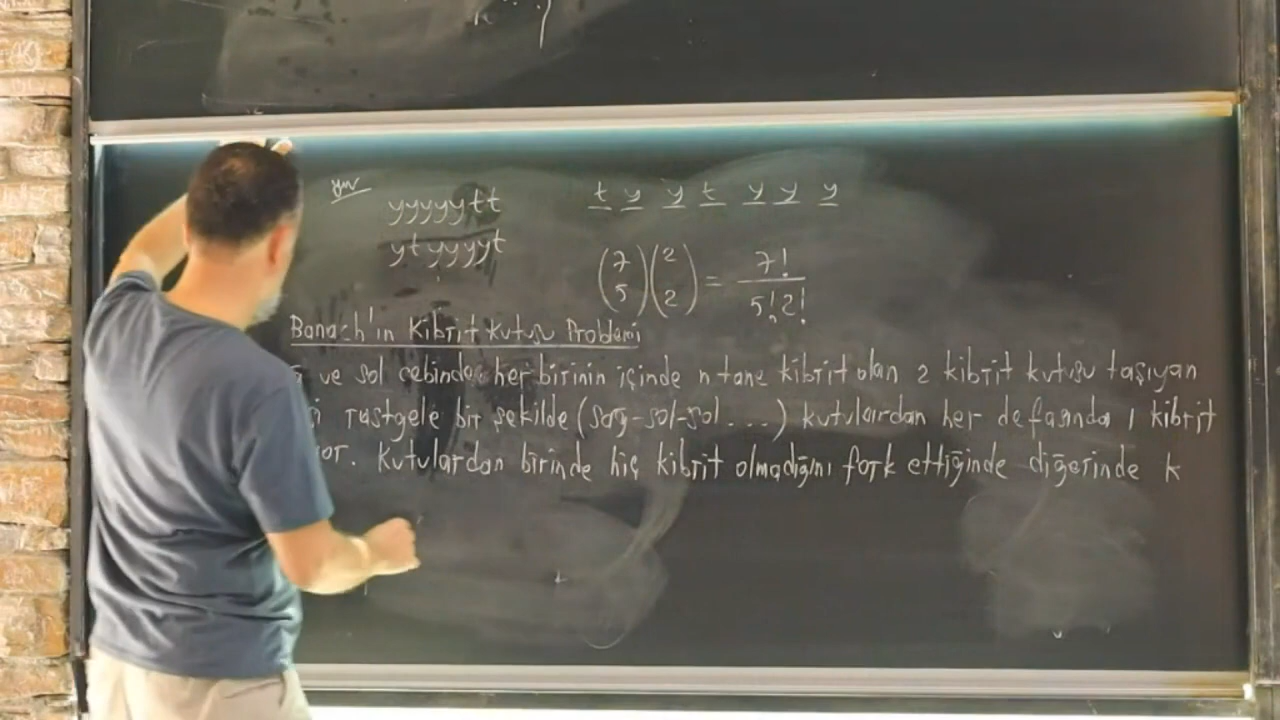 yyyyytt
ytyyyyt
t y y t y y y
(7 5)(2 2) = 7! / 5!2!
Banach'ın Kibrit Kutusu Problemi
ve sol cebinde her birinin içinde n tane kibrit olan 2 kibrit kutusu taşıyan
rastgele bir şekilde (sağ-sol-sol...) kutulardan her defasında 1 kibrit
Kutulardan birinde hiç kibrit olmadığını fark ettiğinde diğerinde k